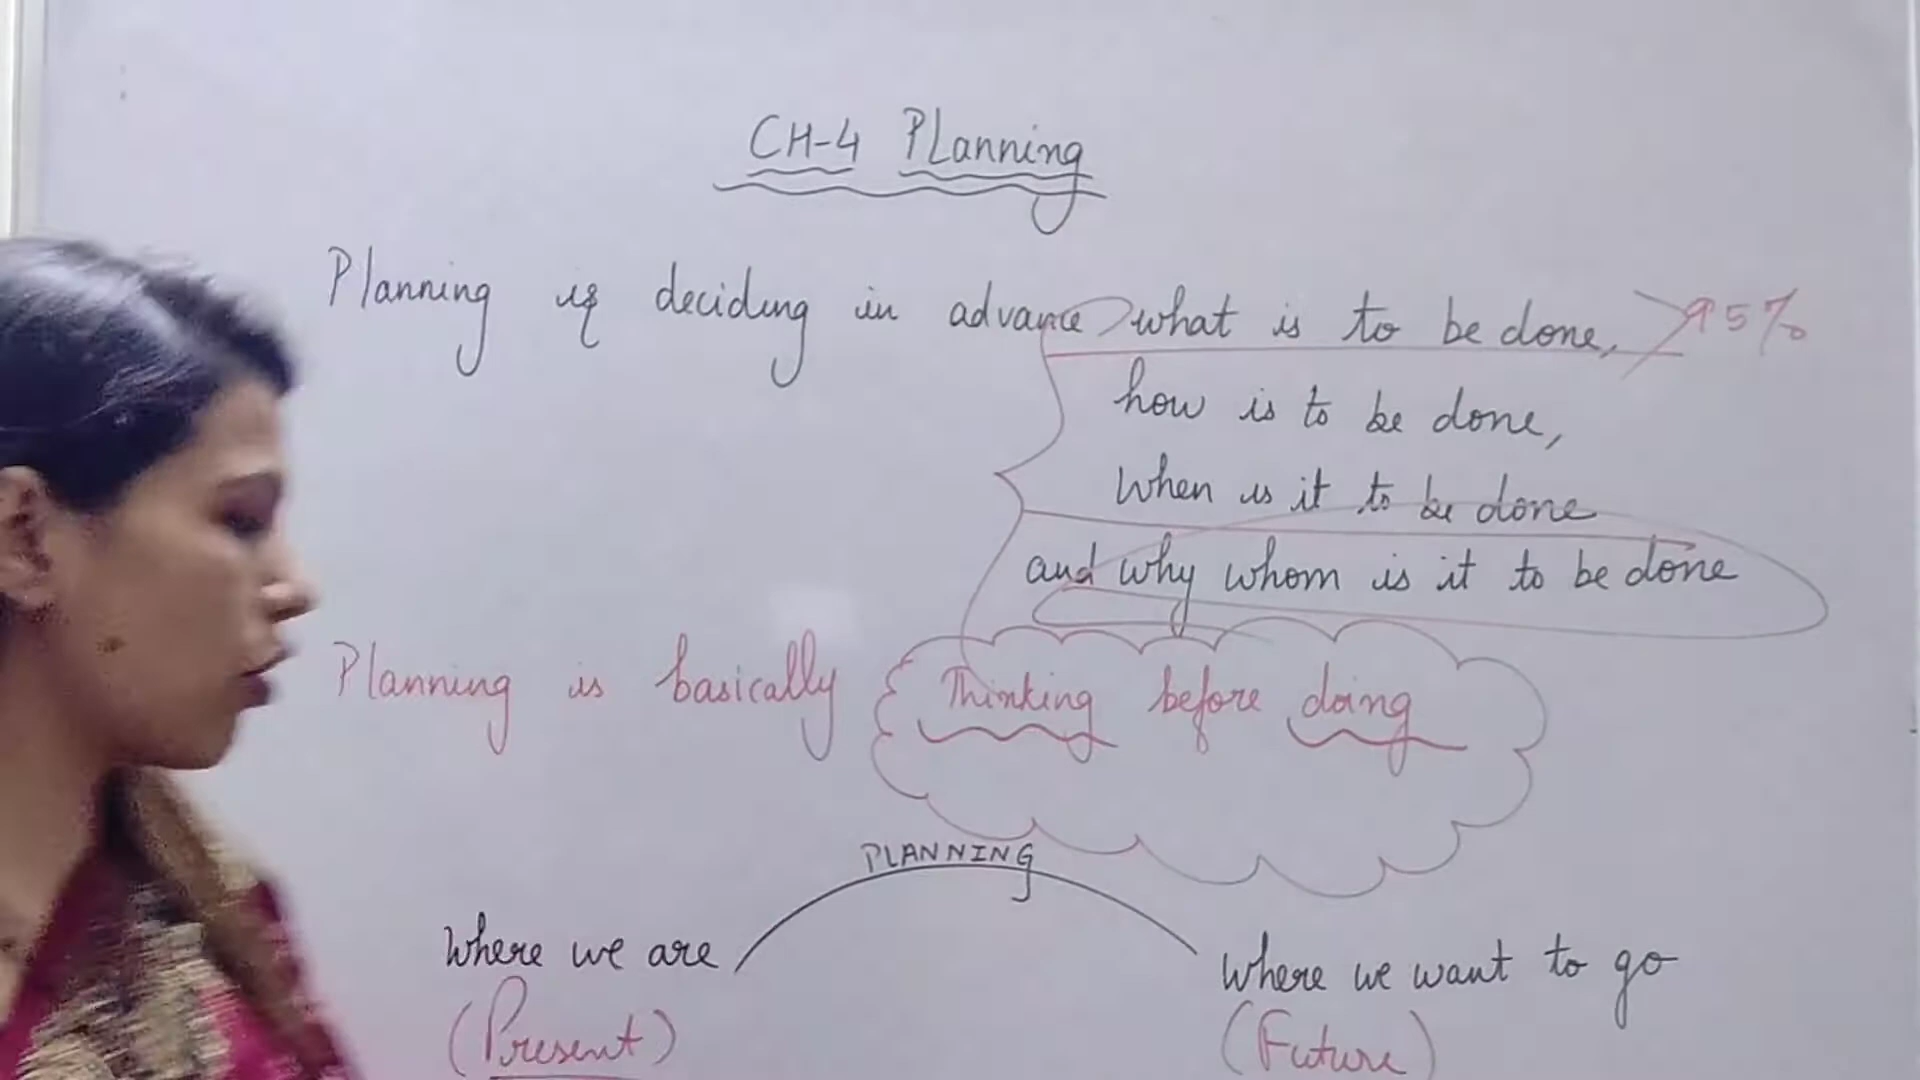 CH-4 Planning
Planning is deciding in advance what is to be done, 95%
how is to be done,
When is it to be done
and why whom is it to be done
Planning is basically Thinking before doing
PLANNING
Where we are
Where we want to go
(Present)
(Future)